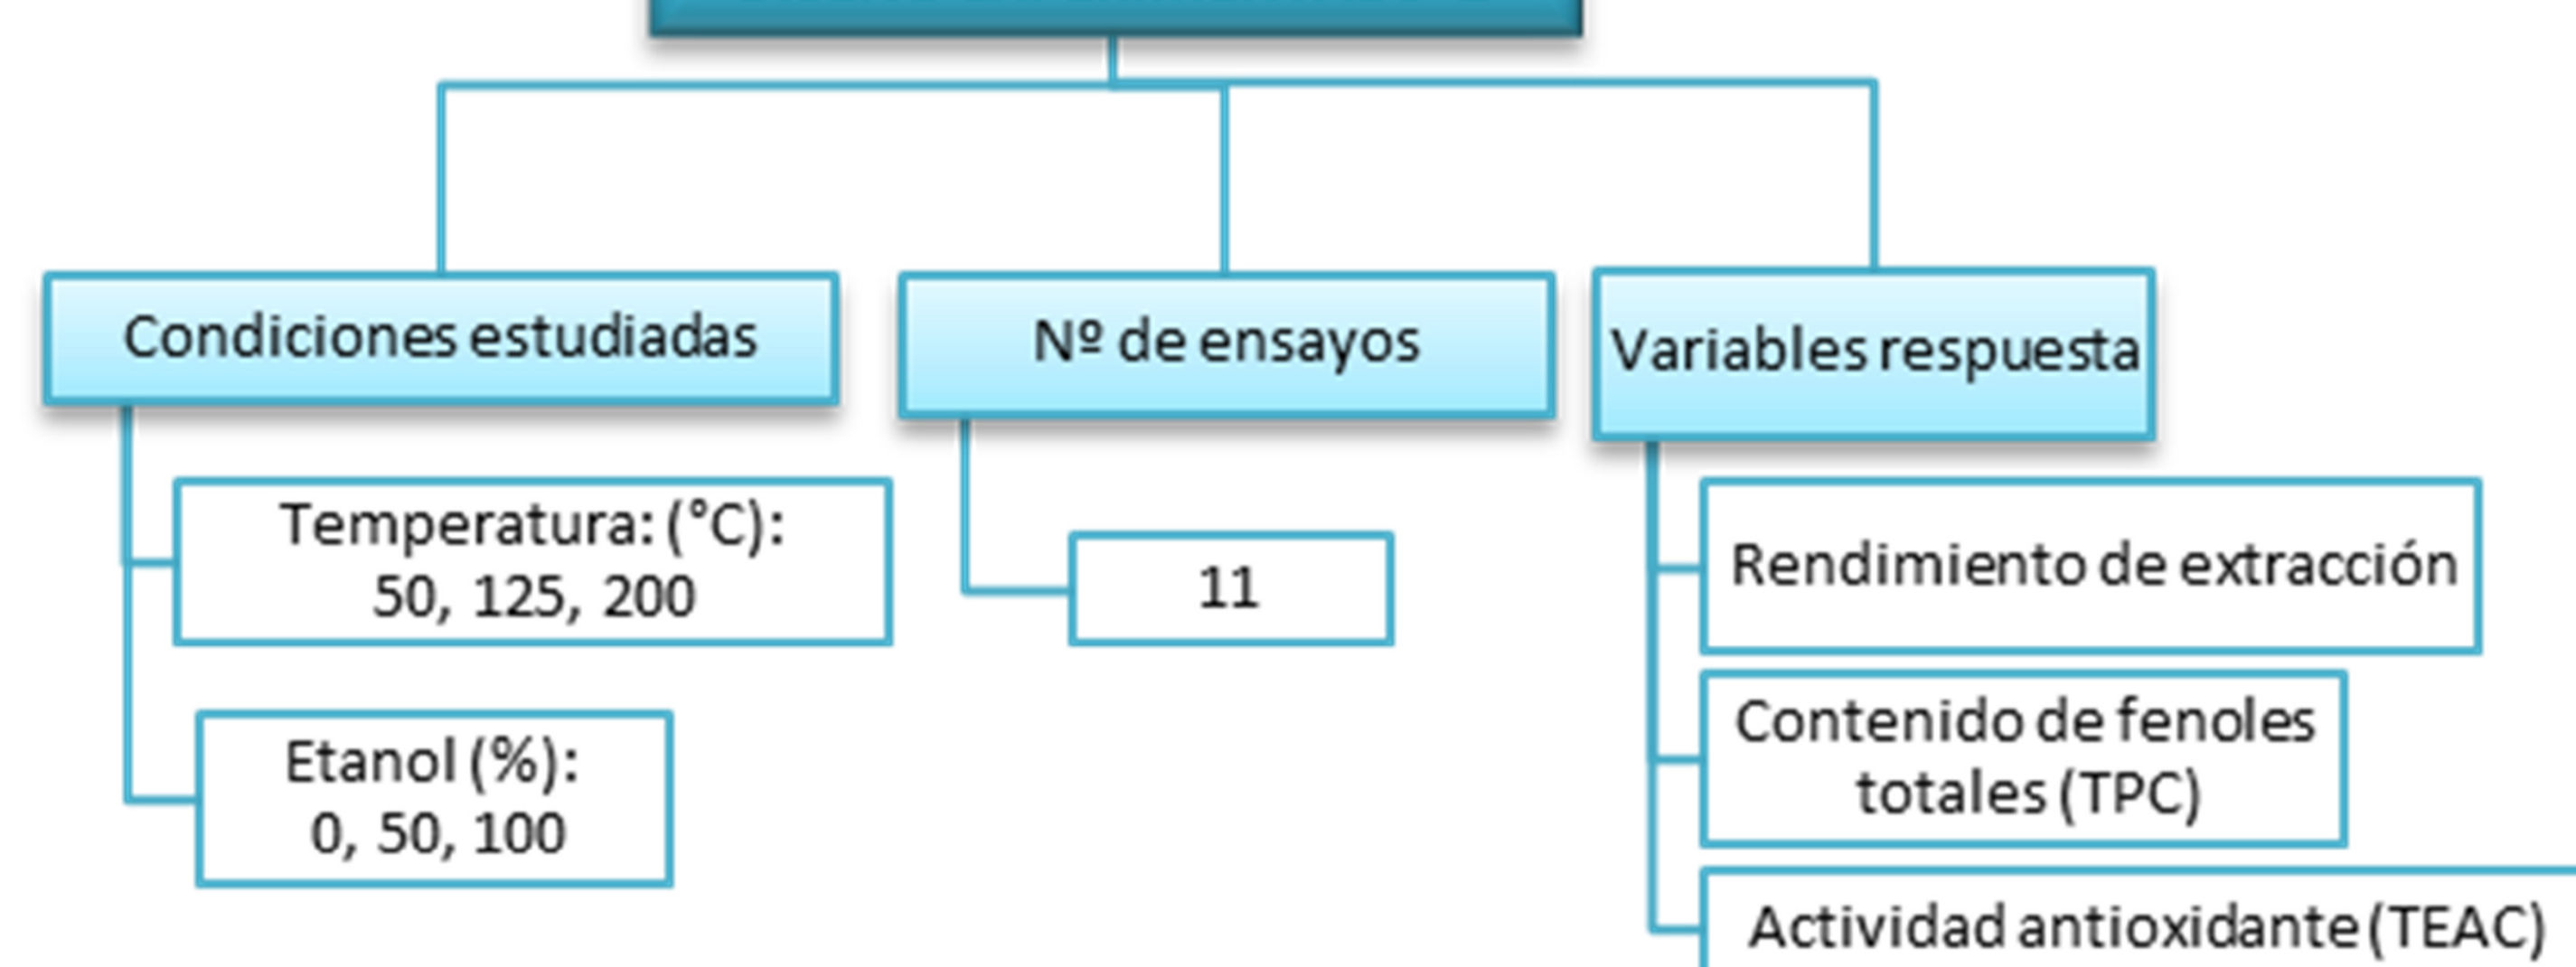 Condiciones estudiadas
Temperatura: (°C):
50, 125, 200
Etanol (%):
0, 50, 100
Nº de ensayos
11
Variables respuesta
Rendimiento de extracción
Contenido de fenoles
totales (TPC)
Actividad antioxidante (TEAC)